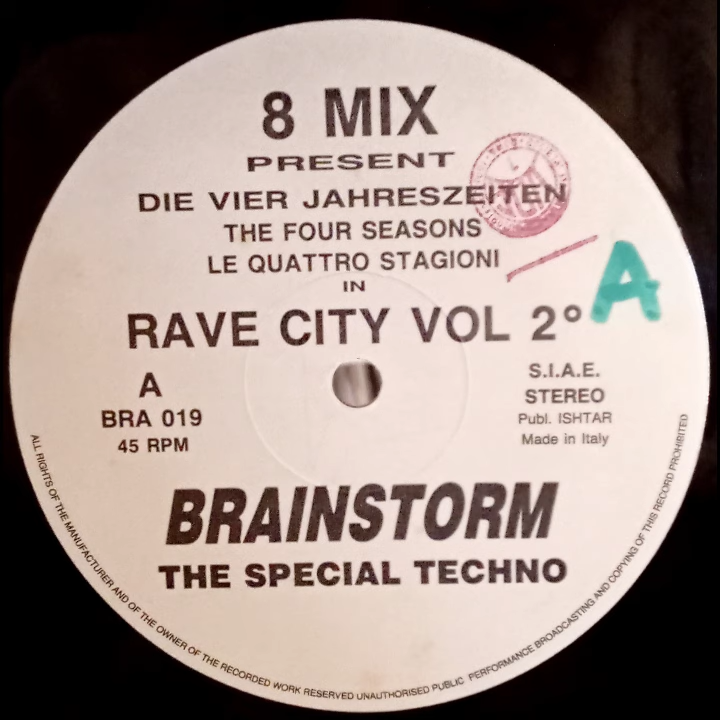 8 MIX
PRESENT
DIE VIER JAHRESZEITEN
THE FOUR SEASONS
LE QUATTRO STAGIONI
IN
RAVE CITY VOL 2°
A
A
BRA 019
45 RPM
S.I.A.E.
STEREO
Publ. ISHTAR
Made in Italy
BRAINSTORM
THE SPECIAL TECHNO
ALL RIGHTS OF THE MANUFACTURER AND OF THE OWNER OF THE RECORDED WORK RESERVED UNAUTHORISED PUBLIC PERFORMANCE BROADCASTING AND COPYING OF THIS RECORD PROHIBITED